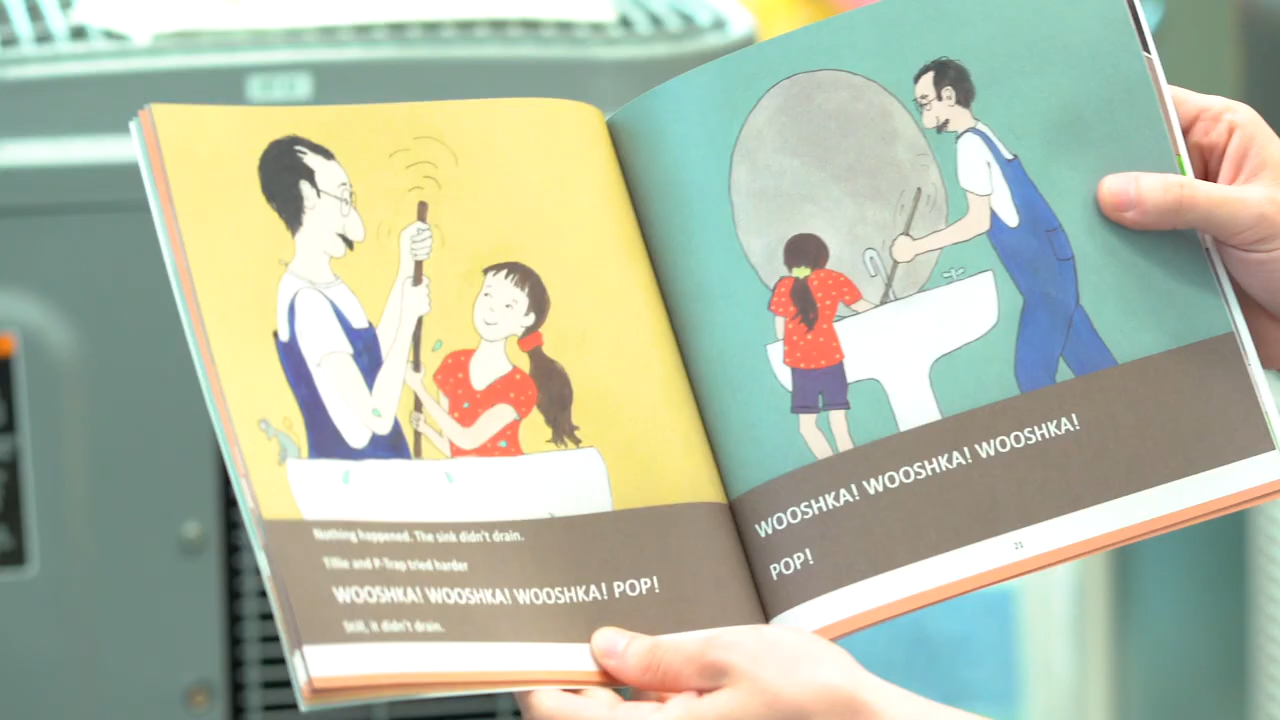 Nothing happened. The sink didn't drain.
Tillie and P-Trap tried harder
WOOSHKA! WOOSHKA! WOOSHKA! POP!
Still, it didn't drain.
WOOSHKA! WOOSHKA! WOOSHKA!
POP!
21